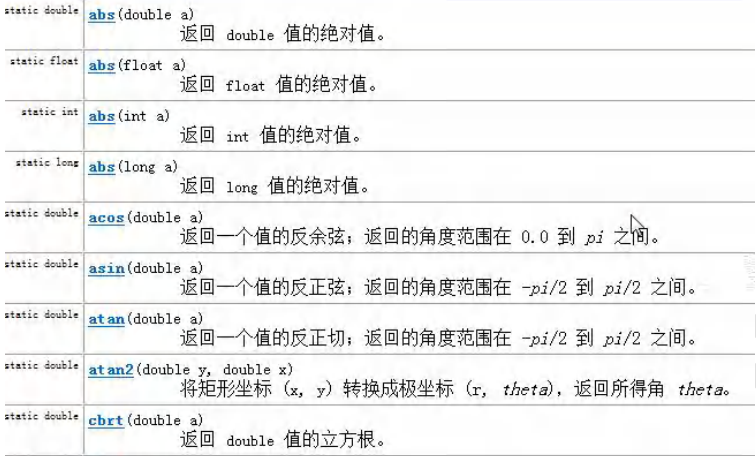 static double abs(double a)
返回 double 值的绝对值。
static float abs(float a)
返回 float 值的绝对值。
static int abs(int a)
返回 int 值的绝对值。
static long abs(long a)
返回 long 值的绝对值。
static double acos(double a)
返回一个值的反余弦；返回的角度范围在 0.0 到 pi 之间。
static double asin(double a)
返回一个值的反正弦；返回的角度范围在 -pi/2 到 pi/2 之间。
static double atan(double a)
返回一个值的反正切；返回的角度范围在 -pi/2 到 pi/2 之间。
static double atan2(double y, double x)
将矩形坐标 (x, y) 转换成极坐标 (r, theta)，返回所得角 theta。
static double cbrt(double a)
返回 double 值的立方根。